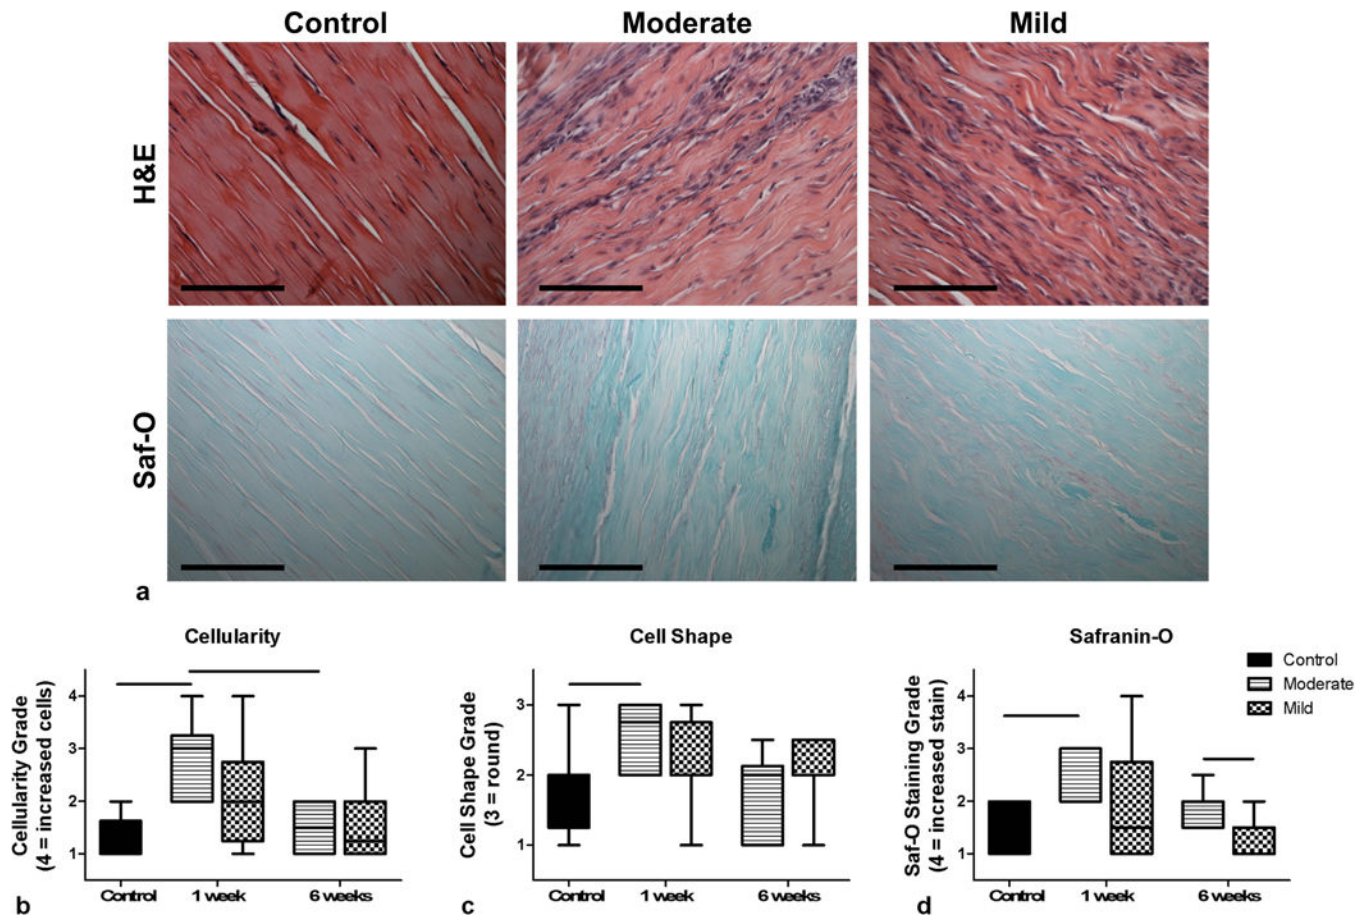 Control Moderate Mild
H&E
Saf-O
a
Cellularity
Cellularity Grade
(4 = increased cells)
4
3
2
1
Control 1 week 6 weeks
b
Cell Shape
Cell Shape Grade
(3 = round)
3
2
1
Control 1 week 6 weeks
c
Safranin-O
Saf-O Staining Grade
(4 = increased stain)
4
3
2
1
Control 1 week 6 weeks
d
Control
Moderate
Mild